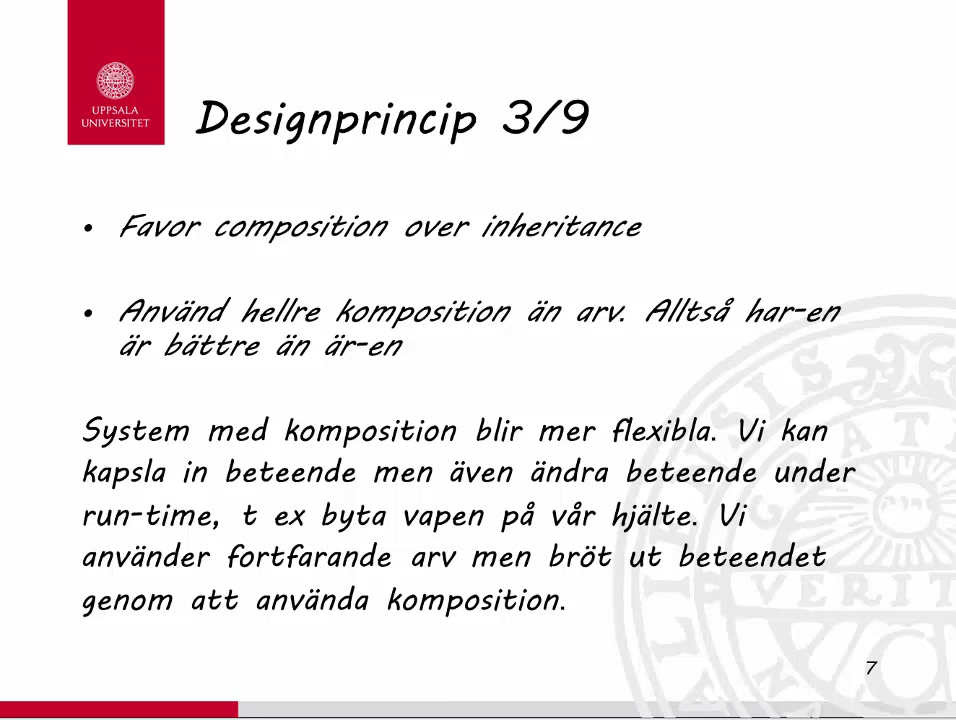 UPPSALA
UNIVERSITET
Designprincip 3/9
• Favor composition over inheritance
• Använd hellre komposition än arv. Alltså har-en
är bättre än är-en
System med komposition blir mer flexibla. Vi kan
kapsla in beteende men även ändra beteende under
run-time, t ex byta vapen på vår hjälte. Vi
använder fortfarande arv men bröt ut beteendet
genom att använda komposition.
7